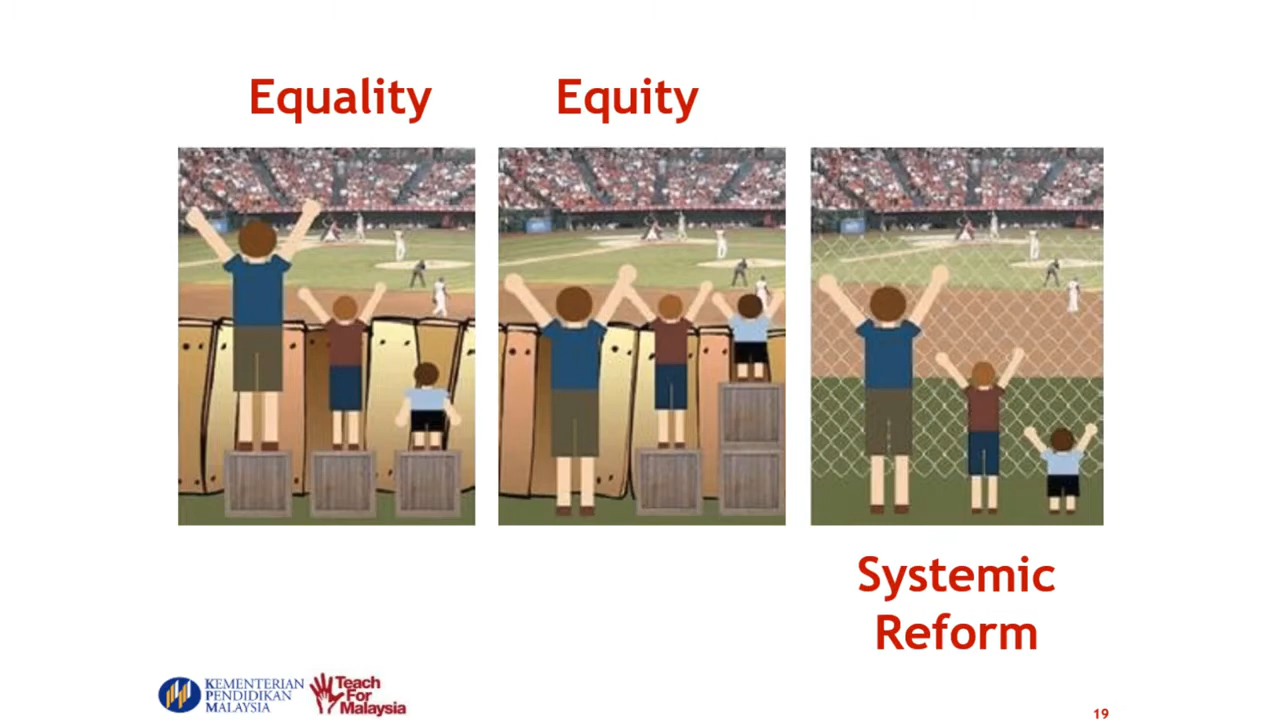 Equality
Equity
Systemic
Reform
KEMENTERIAN
PENDIDIKAN
MALAYSIA
Teach
For
Malaysia
19